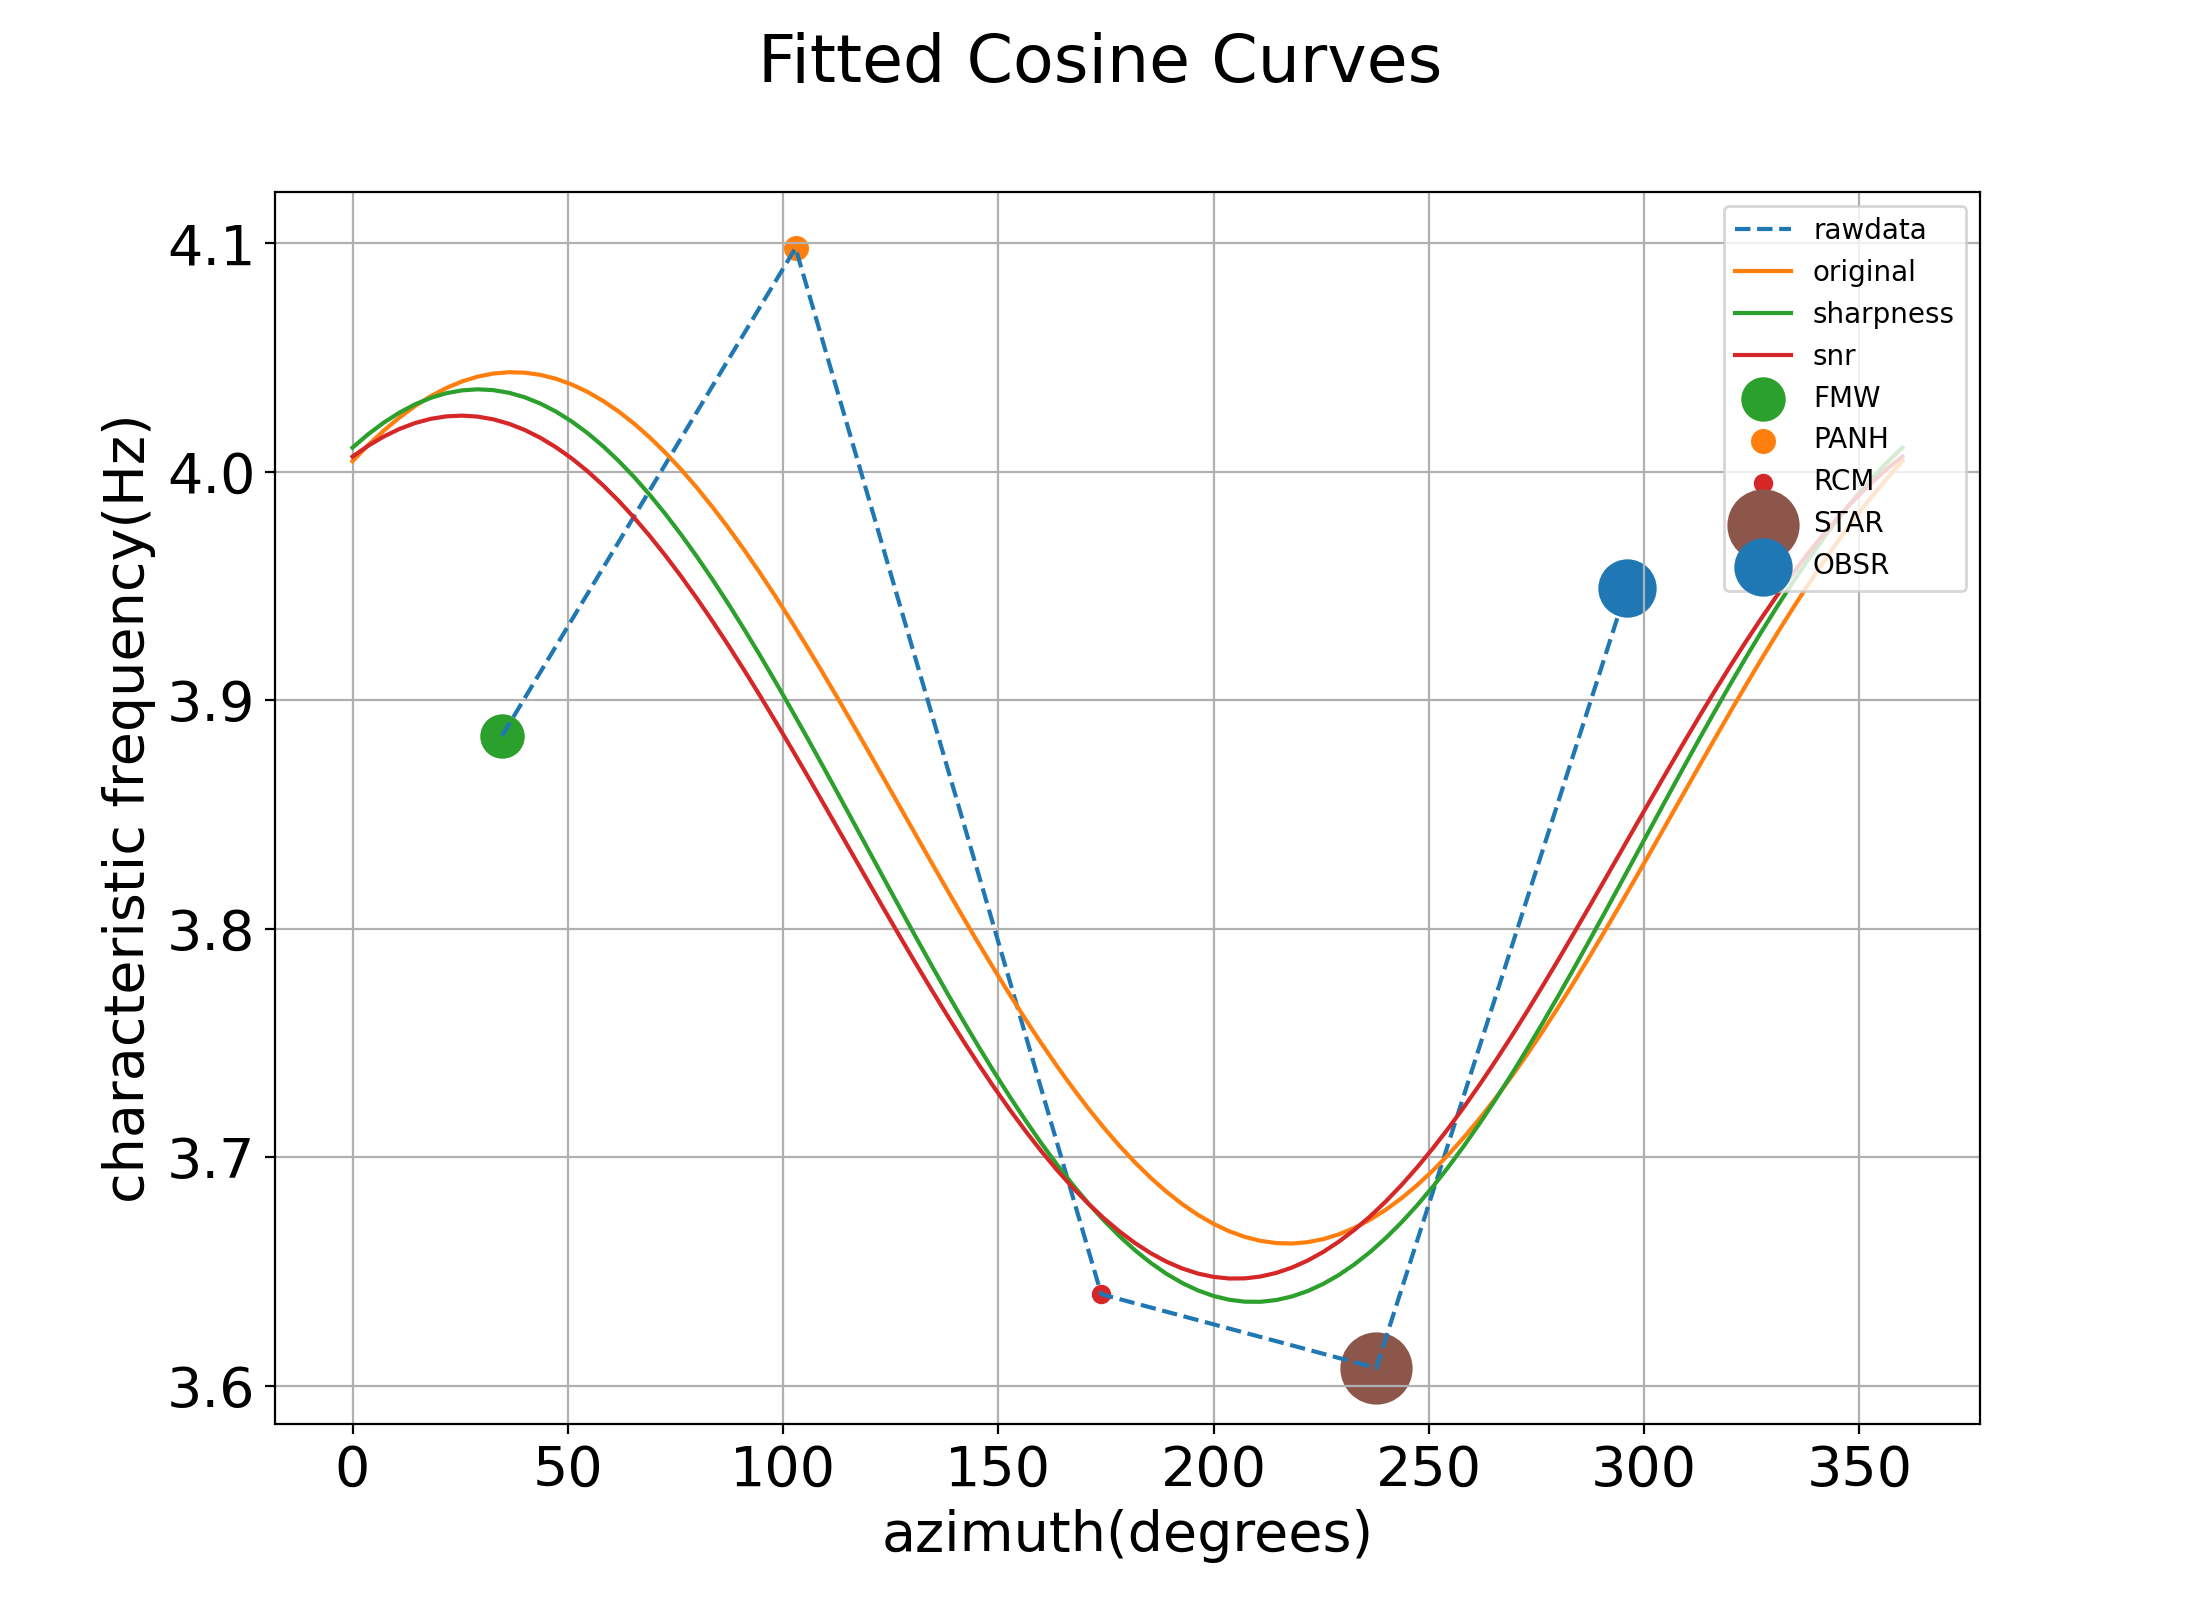 Fitted Cosine Curves
characteristic frequency(Hz)
4.1
4.0
3.9
3.8
3.7
3.6
rawdata
original
sharpness
snr
FMW
PANH
RCM
STAR
OBSR
0 50 100 150 200 250 300 350
azimuth(degrees)